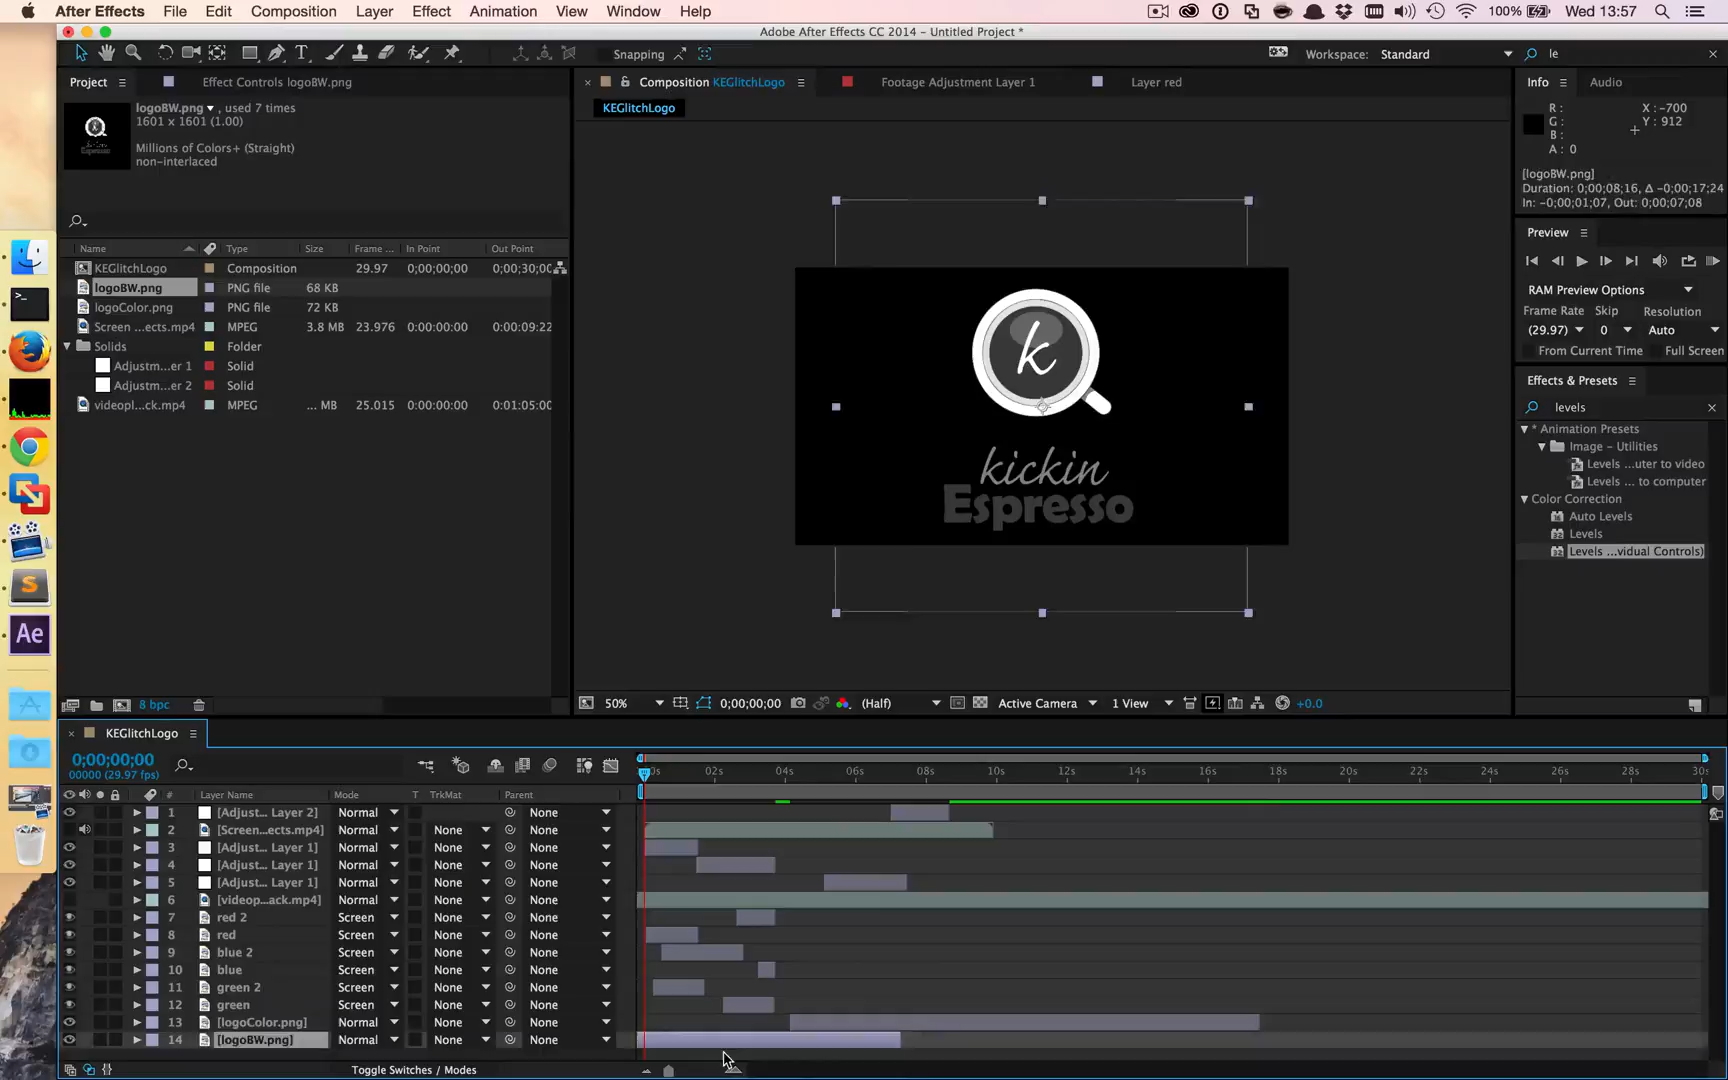 After Effects File Edit Composition Layer Effect Animation View Window Help 100% Wed 13:57
Adobe After Effects CC 2014 - Untitled Project *
Snapping Workspace: Standard le
Project Effect Controls logoBW.png Composition KEGlitchLogo Footage Adjustment Layer 1 Layer red Info Audio
logoBW.png , used 7 times
1601 x 1601 (1.00)
Millions of Colors+ (Straight)
non-interlaced
KEGlitchLogo
R : X : -700
G : Y : 912
B :
A : 0
[logoBW.png]
Duration: 0;00;08;16, Δ -0;00;17;24
In: -0;00;01;07, Out: 0;00;07;08
Preview
RAM Preview Options
Frame Rate Skip Resolution
(29.97) 0 Auto
From Current Time Full Screen
Effects & Presets
levels
* Animation Presets
Image - Utilities
Levels ...uter to video
Levels ... to computer
Color Correction
Auto Levels
Levels
Levels ...vidual Controls)
Name Type Size Frame ... In Point Out Point
KEGlitchLogo Composition 29.97 0;00;00;00 0;00;30;00
logoBW.png PNG file 68 KB
logoColor.png PNG file 72 KB
Screen ...ects.mp4 MPEG 3.8 MB 23.976 0:00:00:00 0:00:09:22
Solids Folder
Adjustm...er 1 Solid
Adjustm...er 2 Solid
videopl...ck.mp4 MPEG ... MB 25.015 0:00:00:00 0:01:05:00
k
kickin
Espresso
8 bpc
50% 0;00;00;00 (Half) Active Camera 1 View +0.0
KEGlitchLogo
0;00;00;00
00000 (29.97 fps)
0s 02s 04s 06s 08s 10s 12s 14s 16s 18s 20s 22s 24s 26s 28s 30s
# Layer Name Mode T TrkMat Parent
1 [Adjust... Layer 2] Normal None
2 [Screen...ects.mp4] Normal None None
3 [Adjust... Layer 1] Normal None None
4 [Adjust... Layer 1] Normal None None
5 [Adjust... Layer 1] Normal None None
6 [videop...ack.mp4] Normal None None
7 red 2 Screen None None
8 red Screen None None
9 blue 2 Screen None None
10 blue Screen None None
11 green 2 Screen None None
12 green Screen None None
13 [logoColor.png] Normal None None
14 [logoBW.png] Normal None None
Toggle Switches / Modes
S
Ae